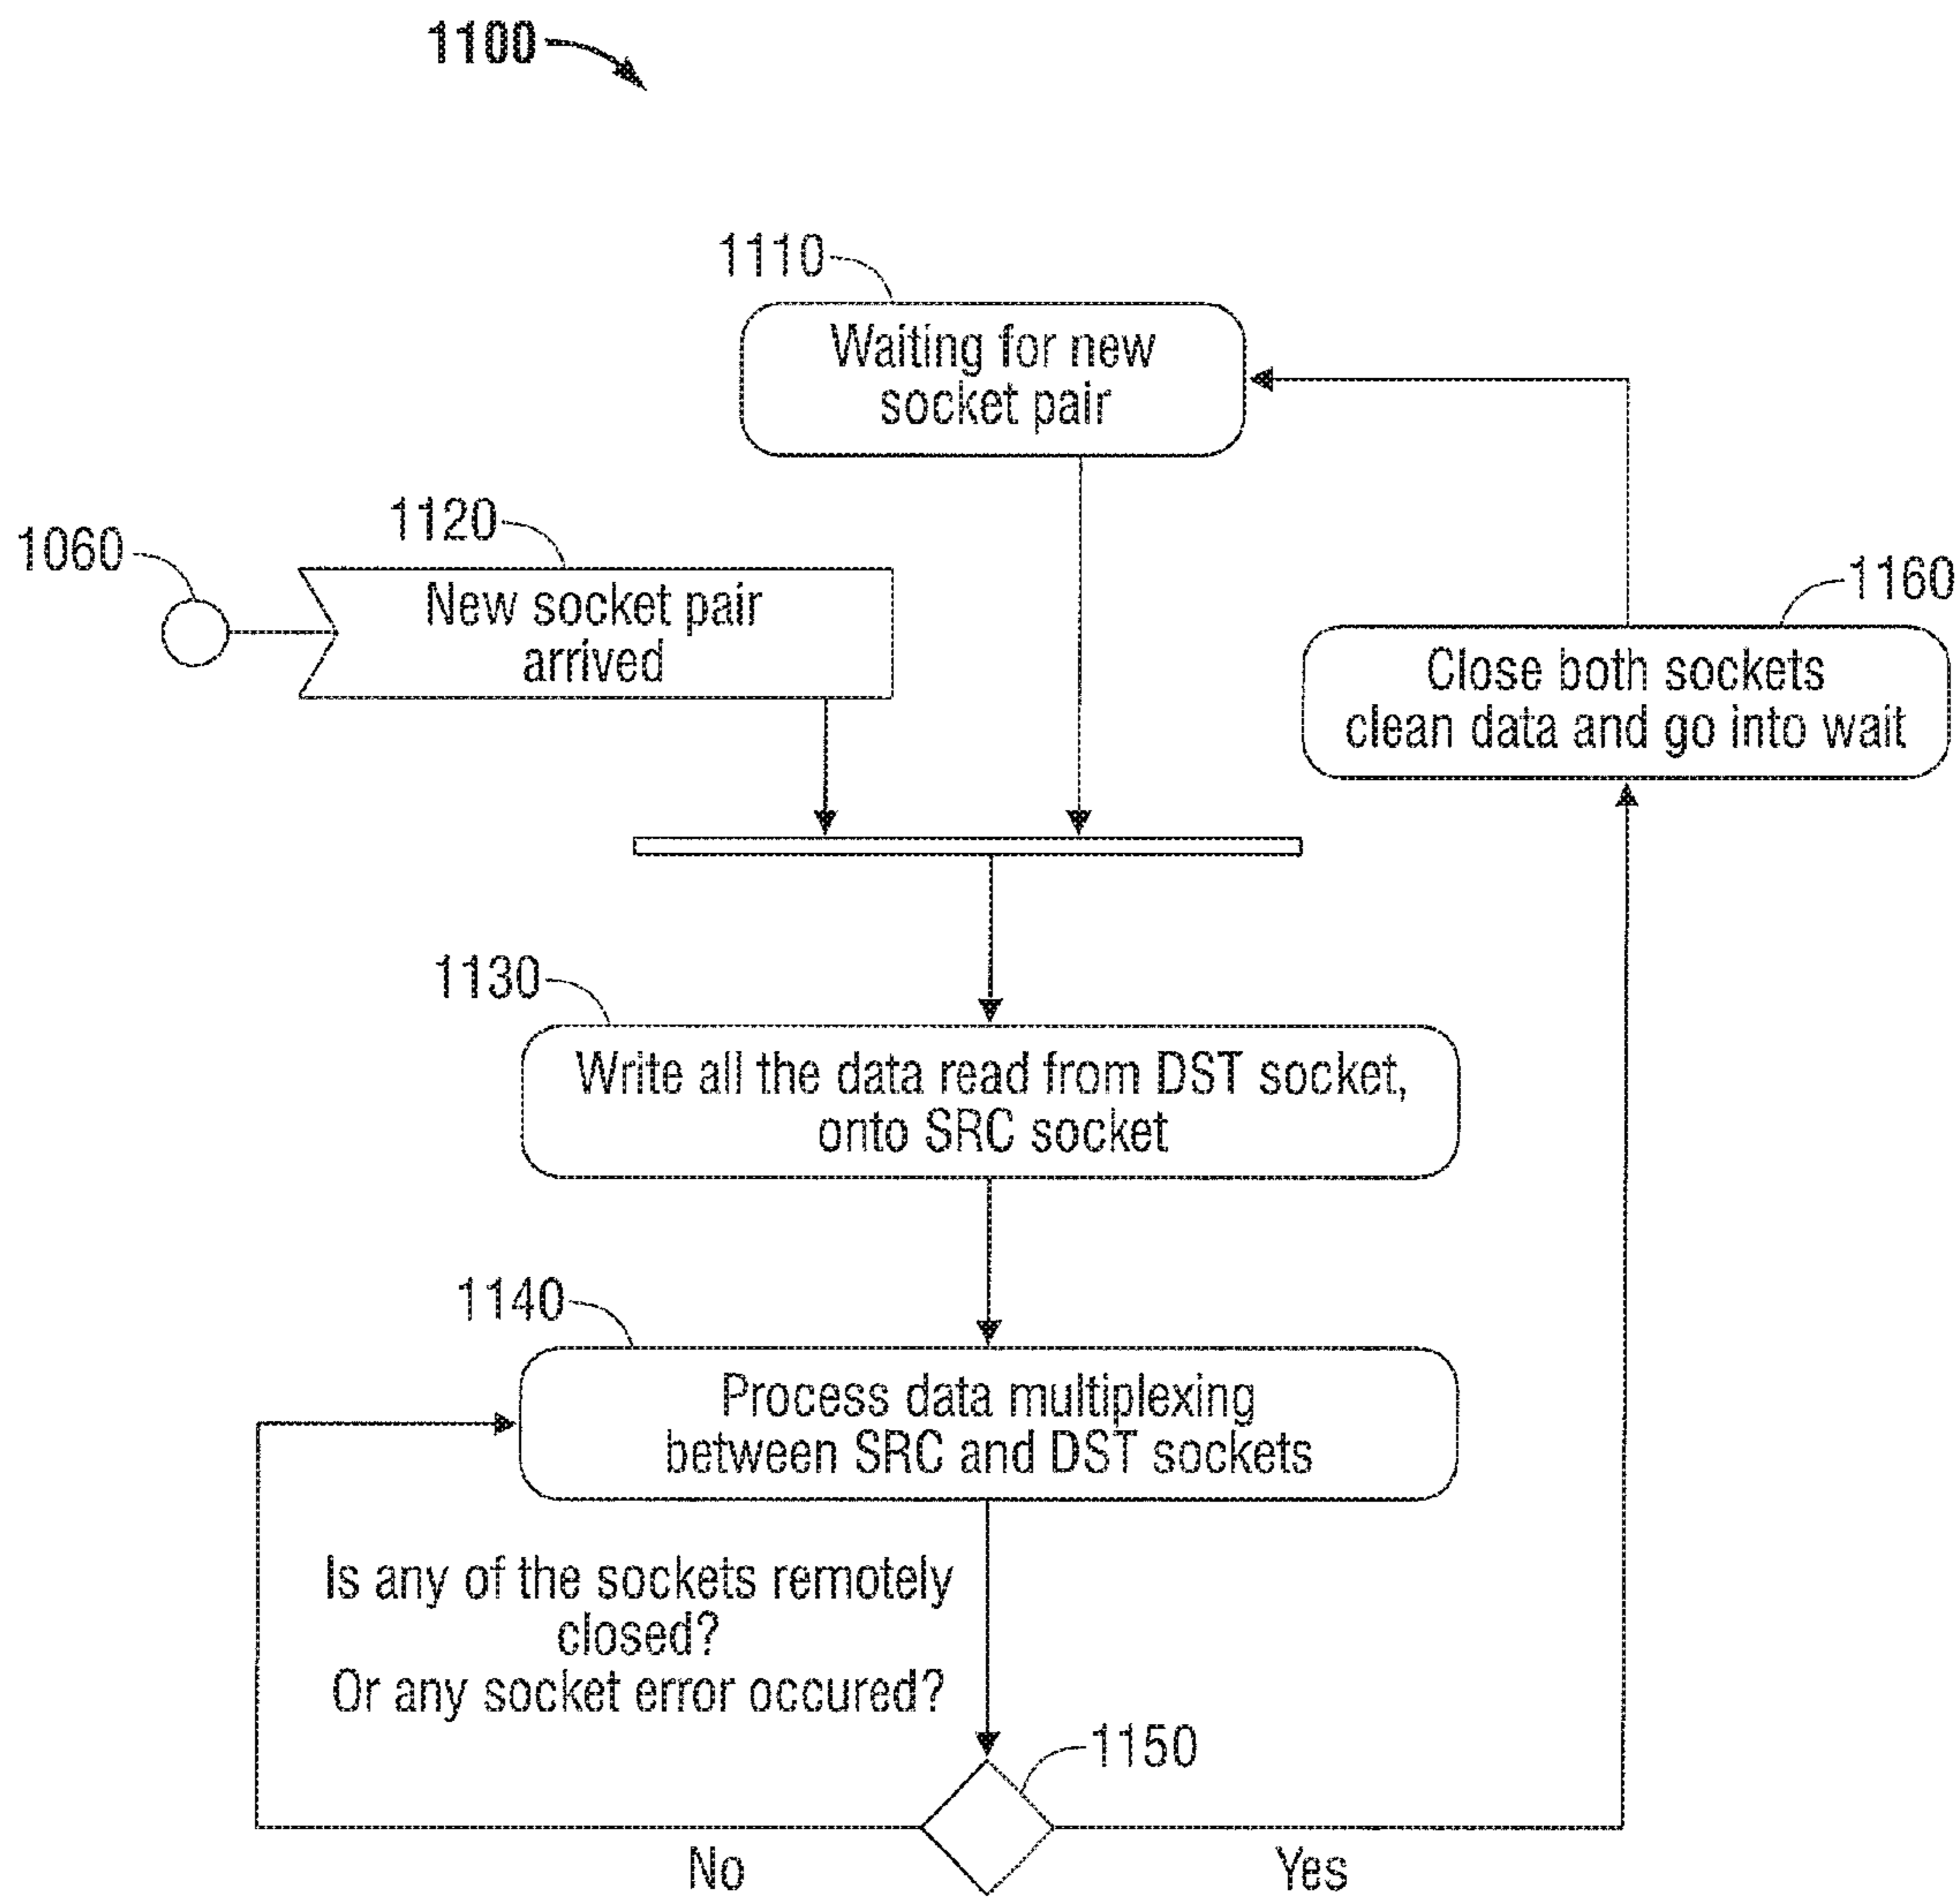 1100
1110
Waiting for new
socket pair
1120
1060
New socket pair
arrived
1160
Close both sockets
clean data and go into wait
1130
Write all the data read from DST socket,
onto SRC socket
1140
Process data multiplexing
between SRC and DST sockets
Is any of the sockets remotely
closed?
Or any socket error occured?
1150
No
Yes